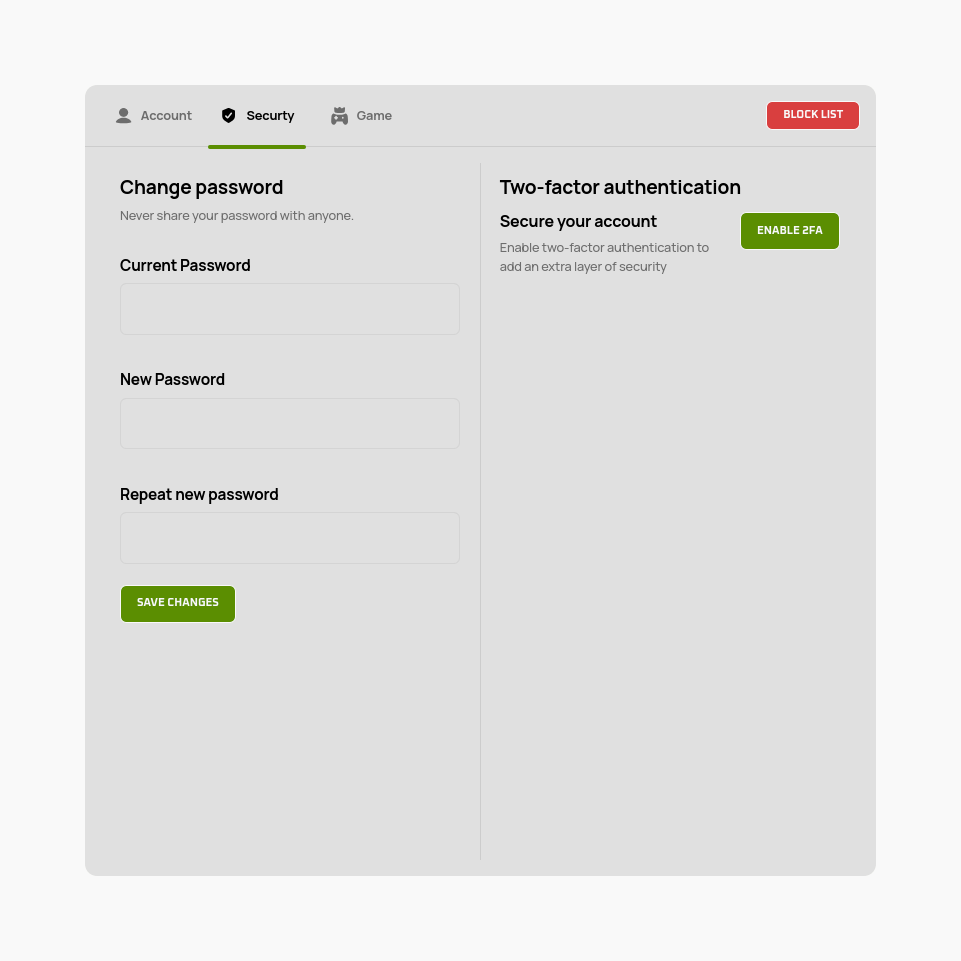 Account
Securty
Game
BLOCK LIST
Change password
Never share your password with anyone.
Current Password
New Password
Repeat new password
SAVE CHANGES
Two-factor authentication
Secure your account
Enable two-factor authentication to
add an extra layer of security
ENABLE 2FA